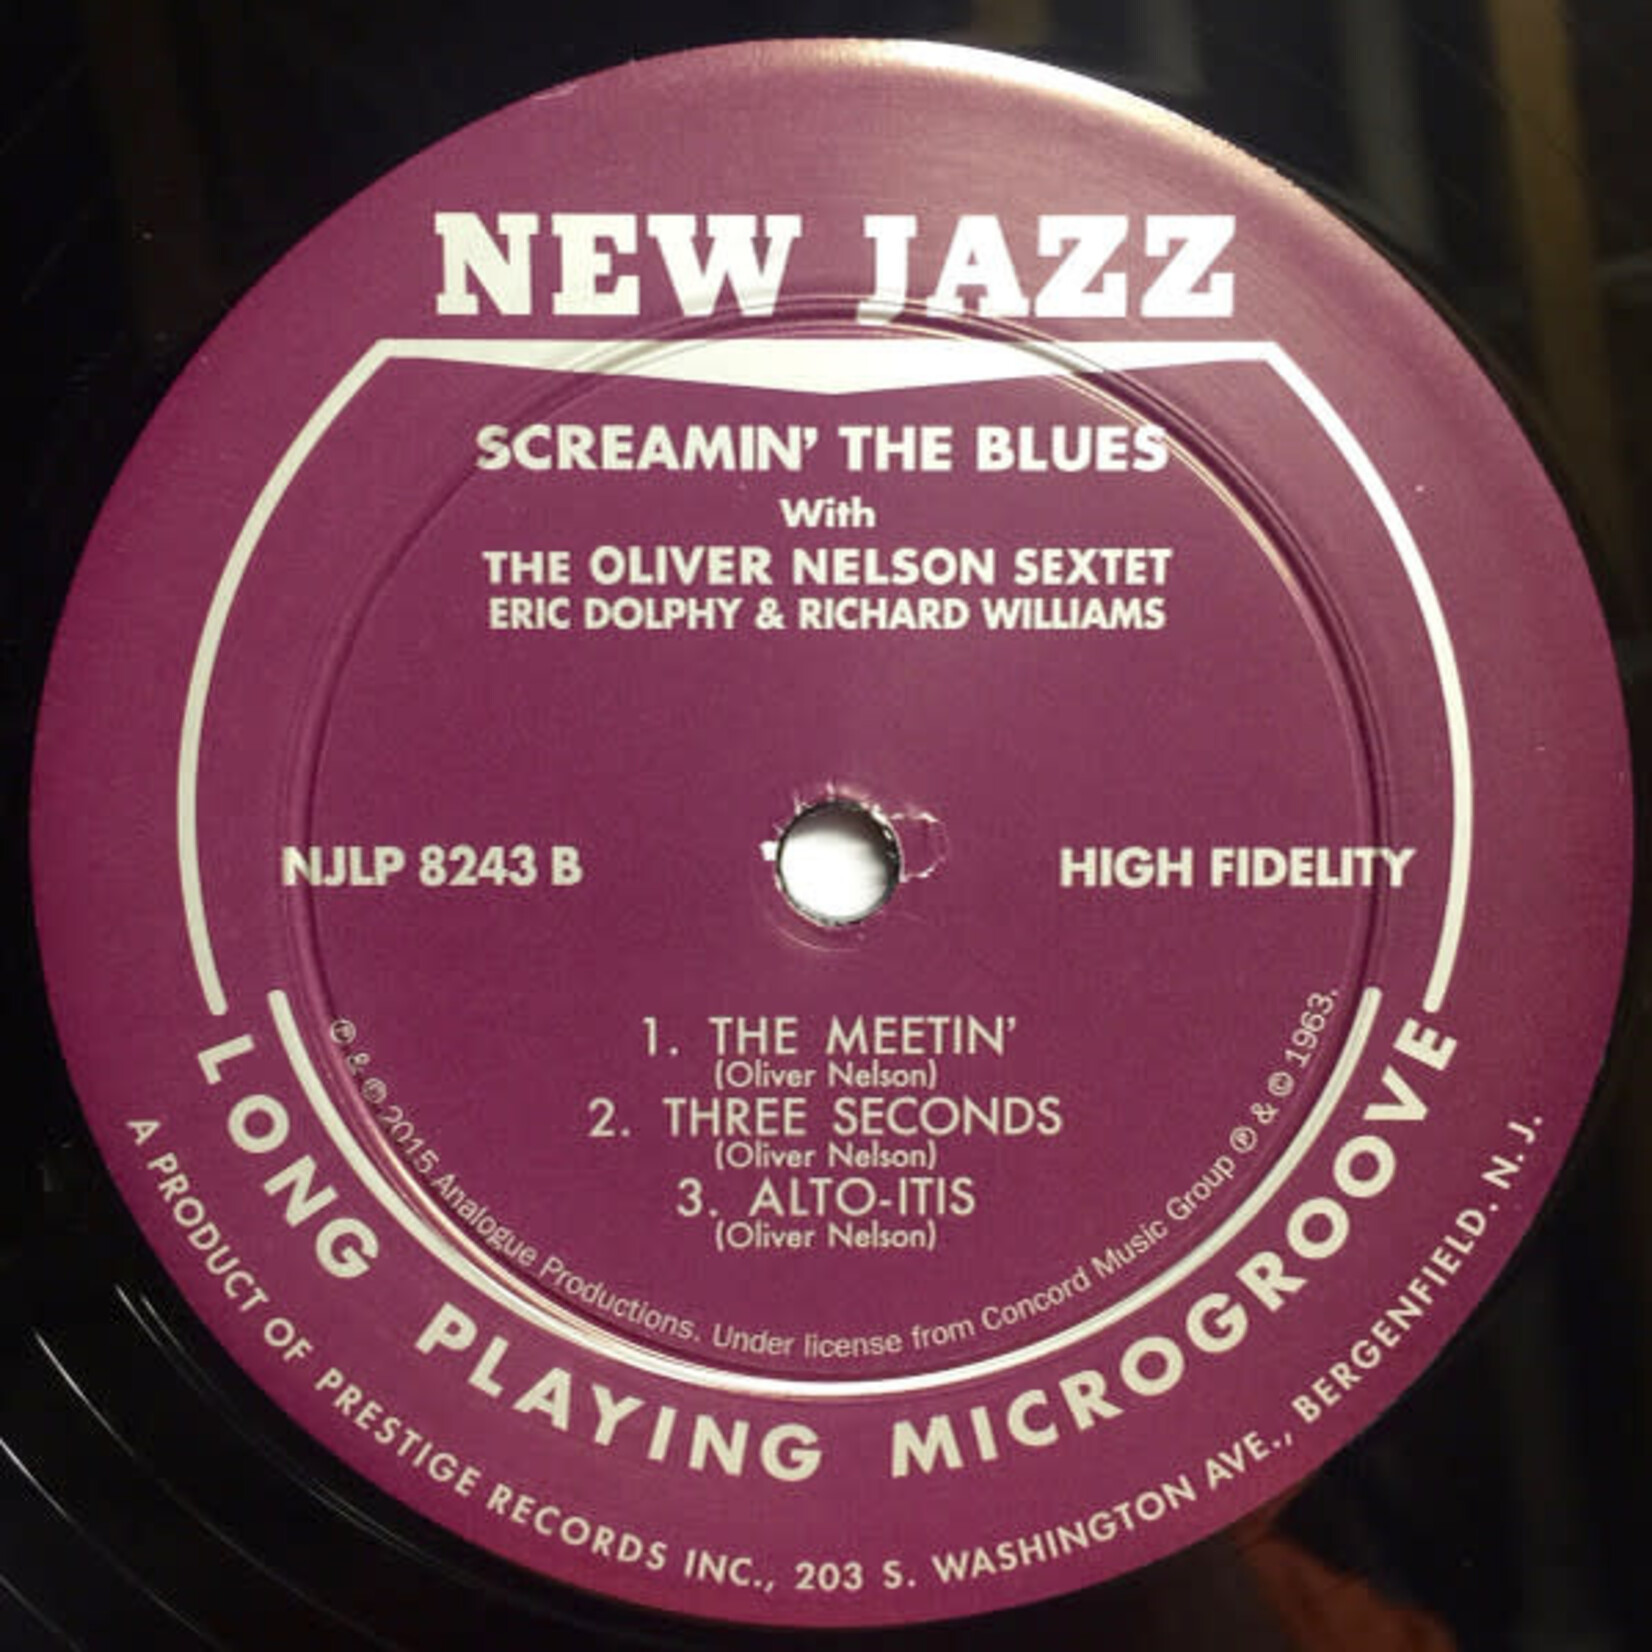 NEW JAZZ
SCREAMIN' THE BLUES
With
THE OLIVER NELSON SEXTET
ERIC DOLPHY & RICHARD WILLIAMS
NJLP 8243 B
HIGH FIDELITY
1. THE MEETIN'
(Oliver Nelson)
2. THREE SECONDS
(Oliver Nelson)
3. ALTO-ITIS
(Oliver Nelson)
℗ & © 2015 Analogue Productions. Under license from Concord Music Group ℗ & © 1963.
LONG PLAYING MICROGROOVE
A PRODUCT OF PRESTIGE RECORDS INC., 203 S. WASHINGTON AVE., BERGENFIELD, N. J.